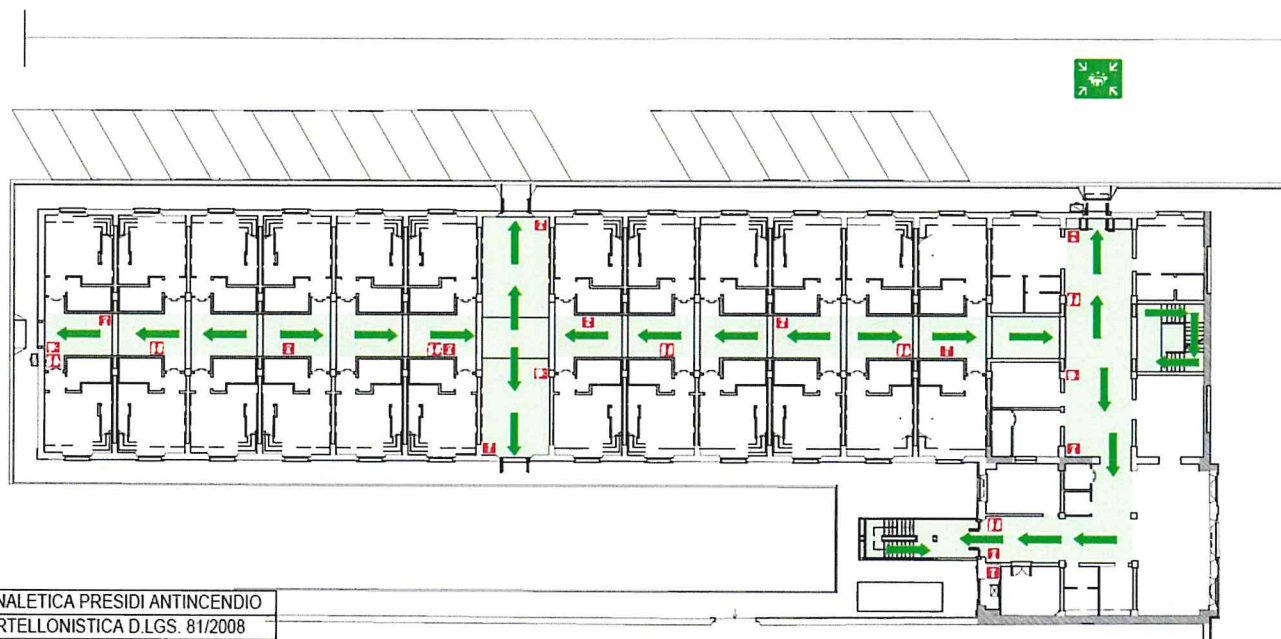 NALETICA PRESIDI ANTINCENDIO
RTELLONISTICA D.LGS. 81/2008